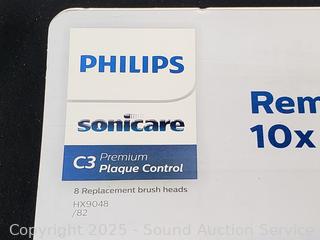 PHILIPS
sonicare
C3 Premium
Plaque Control
8 Replacement brush heads
HX9048
/82
Rem
10x
Copyright 2025 - Sound Auction Service